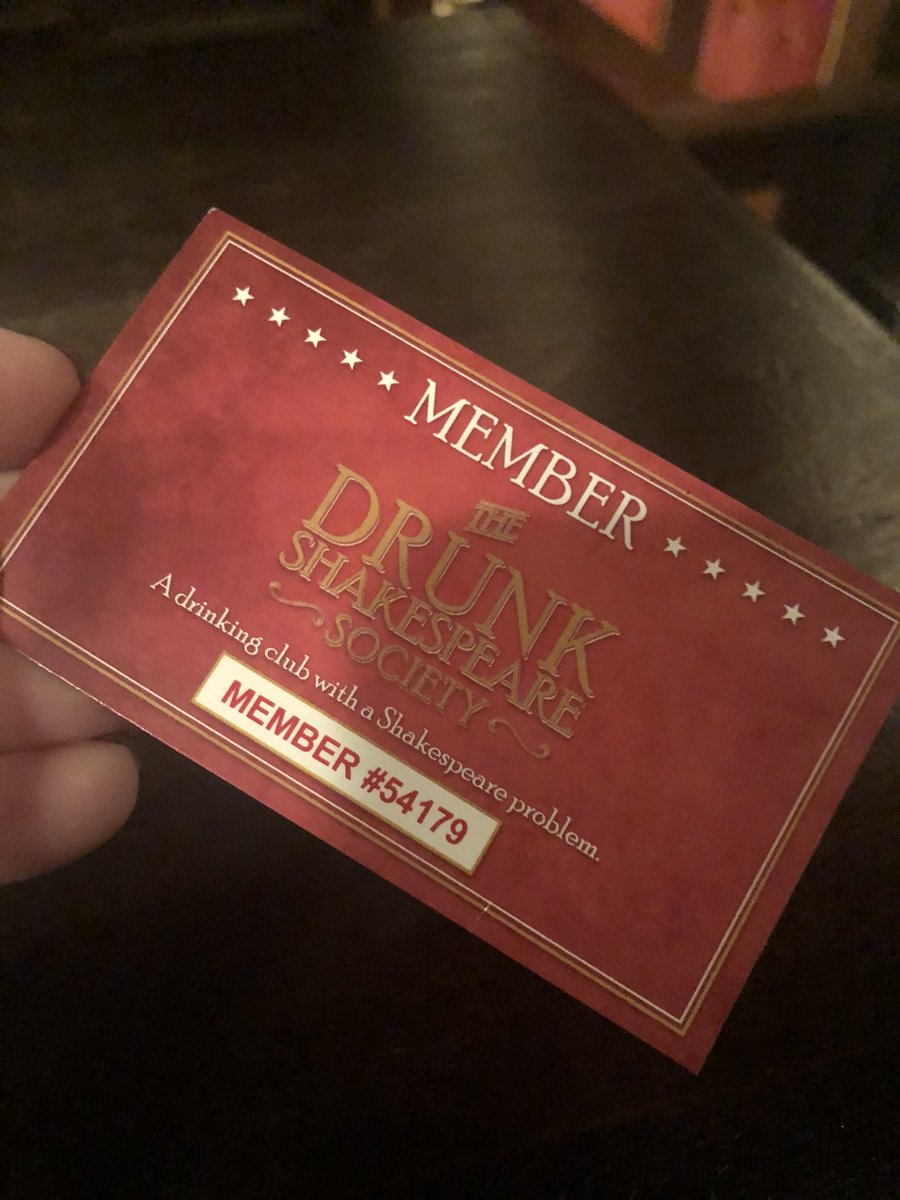 ★★★★★ MEMBER ★★★★★
THE
DRUNK
SHAKESPEARE
SOCIETY
A drinking club with a Shakespeare problem.
MEMBER #54179